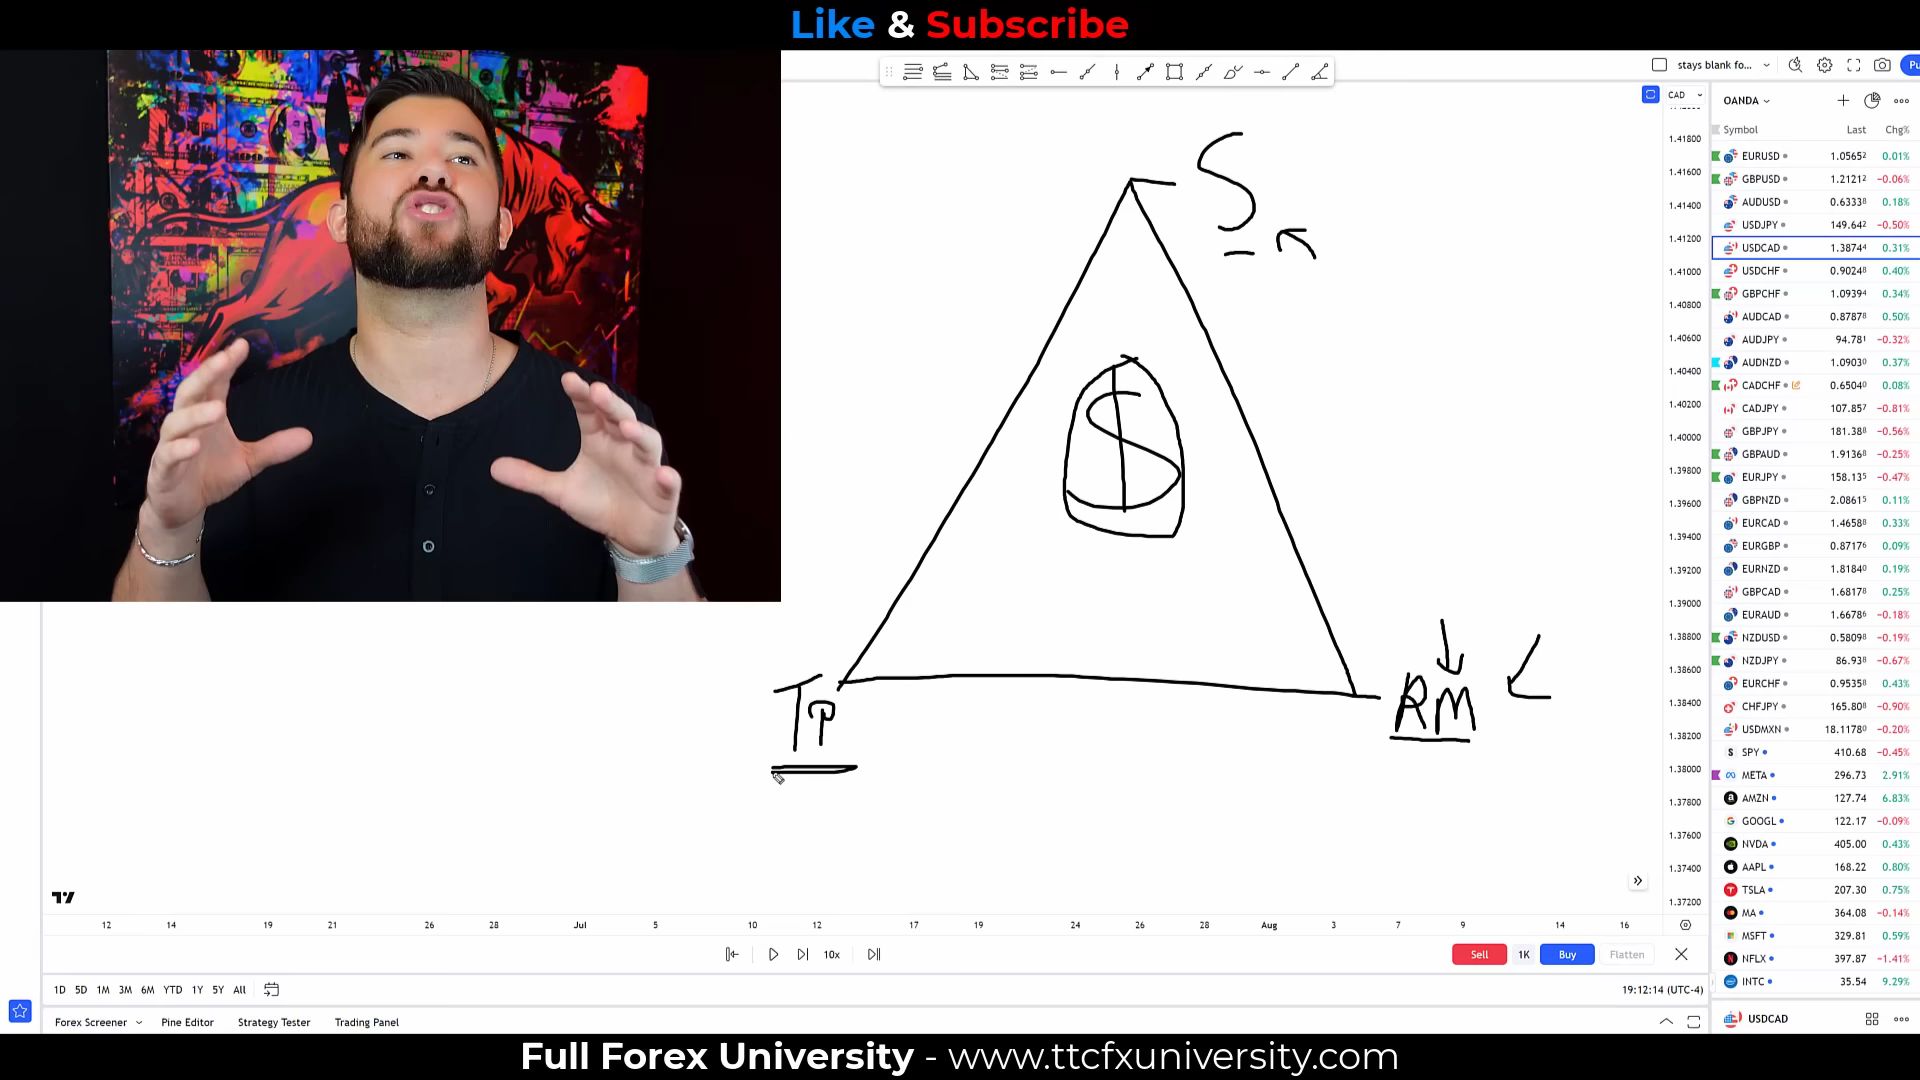 Like & Subscribe
stays blank fo...
Pu
CAD
OANDA
Symbol Last Chg%
EURUSD 1.05652 0.01%
GBPUSD 1.21212 −0.06%
AUDUSD 0.63338 0.18%
USDJPY 149.642 −0.50%
USDCAD 1.38744 0.31%
USDCHF 0.90248 0.40%
GBPCHF 1.09394 0.34%
AUDCAD 0.87878 0.50%
AUDJPY 94.781 −0.32%
AUDNZD 1.09030 0.37%
CADCHF 0.65040 0.08%
CADJPY 107.857 −0.81%
GBPJPY 181.388 −0.56%
GBPAUD 1.91368 −0.25%
EURJPY 158.135 −0.47%
GBPNZD 2.08615 0.11%
EURCAD 1.46588 0.33%
EURGBP 0.87176 0.09%
EURNZD 1.81840 0.19%
GBPCAD 1.68178 0.25%
EURAUD 1.66786 −0.18%
NZDUSD 0.58098 −0.19%
NZDJPY 86.938 −0.67%
EURCHF 0.95358 0.43%
CHFJPY 165.808 −0.90%
USDMXN 18.11780 −0.20%
SPY 410.68 −0.45%
META 296.73 2.91%
AMZN 127.74 6.83%
GOOGL 122.17 −0.09%
NVDA 405.00 0.43%
AAPL 168.22 0.80%
TSLA 207.30 0.75%
MA 364.08 −0.14%
MSFT 329.81 0.59%
NFLX 397.87 −1.41%
INTC 35.54 9.29%
USDCAD
1.41800
1.41600
1.41400
1.41200
1.41000
1.40800
1.40600
1.40400
1.40200
1.40000
1.39800
1.39600
1.39400
1.39200
1.39000
1.38800
1.38600
1.38400
1.38200
1.38000
1.37800
1.37600
1.37400
1.37200
S
$
TP
RM
12 14 19 21 26 28 Jul 5 10 12 17 19 24 26 28 Aug 3 7 9 14 16
10x
Sell 1K Buy Flatten
1D 5D 1M 3M 6M YTD 1Y 5Y All
19:12:14 (UTC-4)
Forex Screener Pine Editor Strategy Tester Trading Panel
Full Forex University - www.ttcfxuniversity.com